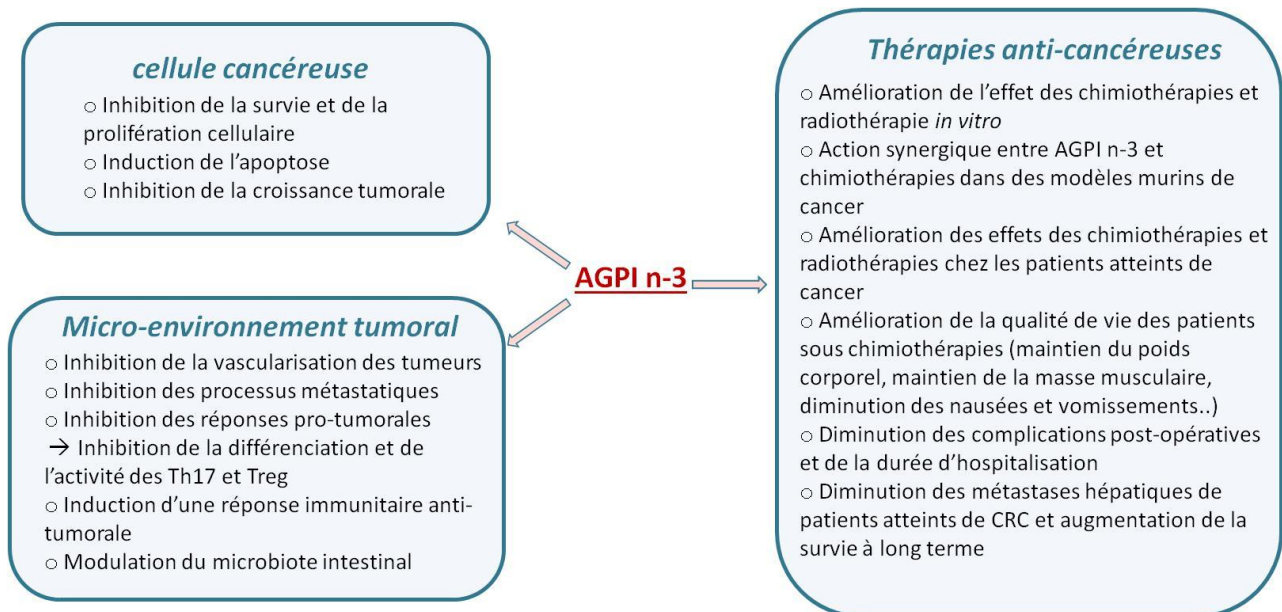 cellule cancéreuse
o Inhibition de la survie et de la
prolifération cellulaire
o Induction de l'apoptose
o Inhibition de la croissance tumorale
AGPI n-3
Micro-environnement tumoral
o Inhibition de la vascularisation des tumeurs
o Inhibition des processus métastatiques
o Inhibition des réponses pro-tumorales
→ Inhibition de la différenciation et de
l'activité des Th17 et Treg
o Induction d'une réponse immunitaire anti-
tumorale
o Modulation du microbiote intestinal
Thérapies anti-cancéreuses
o Amélioration de l'effet des chimiothérapies et
radiothérapie in vitro
o Action synergique entre AGPI n-3 et
chimiothérapies dans des modèles murins de
cancer
o Amélioration des effets des chimiothérapies et
radiothérapies chez les patients atteints de
cancer
o Amélioration de la qualité de vie des patients
sous chimiothérapies (maintien du poids
corporel, maintien de la masse musculaire,
diminution des nausées et vomissements..)
o Diminution des complications post-opératives
et de la durée d'hospitalisation
o Diminution des métastases hépatiques de
patients atteints de CRC et augmentation de la
survie à long terme